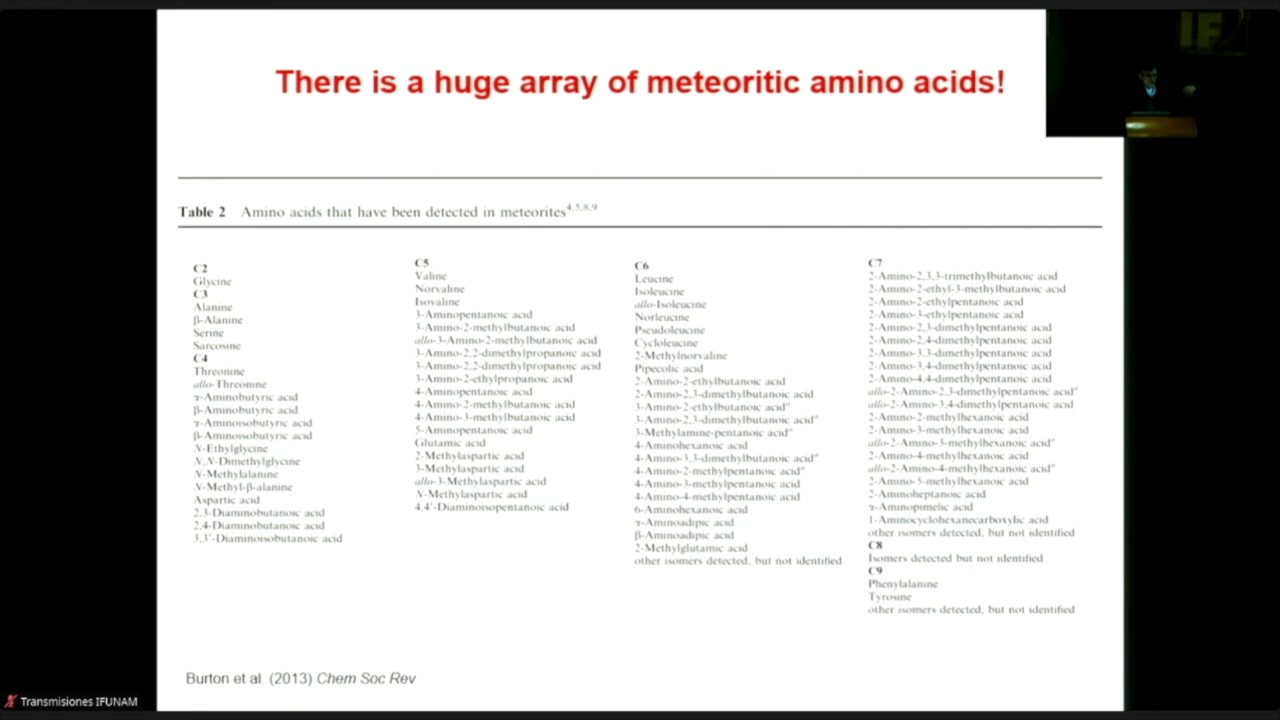 IF
There is a huge array of meteoritic amino acids!
Table 2 Amino acids that have been detected in meteorites4,5,8,9
C2
Glycine
C3
Alanine
β-Alanine
Serine
Sarcosine
C4
Threonine
allo-Threonine
α-Aminobutyric acid
β-Aminobutyric acid
α-Aminoisobutyric acid
β-Aminoisobutyric acid
N-Ethylglycine
N,N-Dimethylglycine
N-Methylalanine
N-Methyl-β-alanine
Aspartic acid
2,3-Diaminobutanoic acid
2,4-Diaminobutanoic acid
3,3'-Diaminoisobutanoic acid
C5
Valine
Norvaline
Isovaline
3-Aminopentanoic acid
3-Amino-2-methylbutanoic acid
allo-3-Amino-2-methylbutanoic acid
3-Amino-2,2-dimethylpropanoic acid
3-Amino-2,2-dimethylpropanoic acid
3-Amino-2-ethylpropanoic acid
4-Aminopentanoic acid
4-Amino-2-methylbutanoic acid
4-Amino-3-methylbutanoic acid
5-Aminopentanoic acid
Glutamic acid
2-Methylaspartic acid
3-Methylaspartic acid
allo-3-Methylaspartic acid
N-Methylaspartic acid
4,4'-Diaminoisopentanoic acid
C6
Leucine
Isoleucine
allo-Isoleucine
Norleucine
Pseudoleucine
Cycloleucine
2-Methylnorvaline
Pipecolic acid
2-Amino-2-ethylbutanoic acid
2-Amino-2,3-dimethylbutanoic acid
3-Amino-2-ethylbutanoic acida
3-Amino-2,3-dimethylbutanoic acida
3-Methylamine-pentanoic acida
4-Aminohexanoic acid
4-Amino-3,3-dimethylbutanoic acida
4-Amino-2-methylpentanoic acida
4-Amino-3-methylpentanoic acid
4-Amino-4-methylpentanoic acid
6-Aminohexanoic acid
α-Aminoadipic acid
β-Aminoadipic acid
2-Methylglutamic acid
other isomers detected, but not identified
C7
2-Amino-2,3,3-trimethylbutanoic acid
2-Amino-2-ethyl-3-methylbutanoic acid
2-Amino-2-ethylpentanoic acid
2-Amino-3-ethylpentanoic acid
2-Amino-2,3-dimethylpentanoic acid
2-Amino-2,4-dimethylpentanoic acid
2-Amino-3,3-dimethylpentanoic acid
2-Amino-3,4-dimethylpentanoic acid
2-Amino-4,4-dimethylpentanoic acid
allo-2-Amino-2,3-dimethylpentanoic acida
allo-2-Amino-3,4-dimethylpentanoic acid
2-Amino-2-methylhexanoic acid
2-Amino-3-methylhexanoic acid
allo-2-Amino-3-methylhexanoic acida
2-Amino-4-methylhexanoic acid
allo-2-Amino-4-methylhexanoic acida
2-Amino-5-methylhexanoic acid
2-Aminoheptanoic acid
α-Aminopimelic acid
1-Aminocyclohexanecarboxylic acid
other isomers detected, but not identified
C8
Isomers detected but not identified
C9
Phenylalanine
Tyrosine
other isomers detected, but not identified
Burton et al. (2013) Chem Soc Rev
Transmisiones IFUNAM